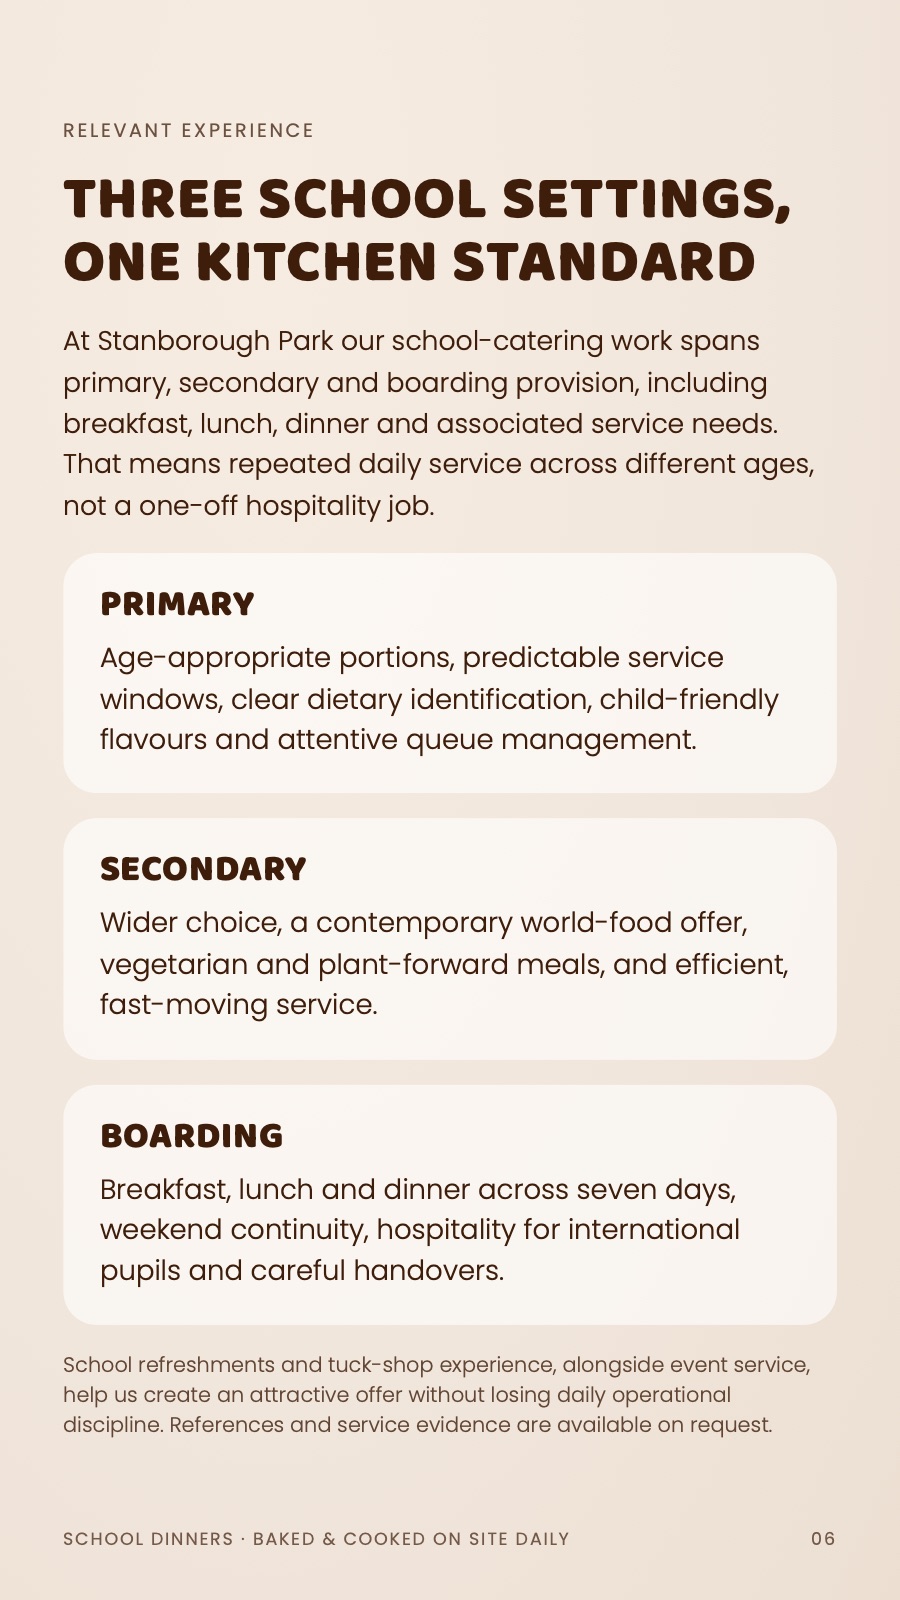 RELEVANT EXPERIENCE
THREE SCHOOL SETTINGS,
ONE KITCHEN STANDARD
At Stanborough Park our school-catering work spans
primary, secondary and boarding provision, including
breakfast, lunch, dinner and associated service needs.
That means repeated daily service across different ages,
not a one-off hospitality job.
PRIMARY
Age-appropriate portions, predictable service
windows, clear dietary identification, child-friendly
flavours and attentive queue management.
SECONDARY
Wider choice, a contemporary world-food offer,
vegetarian and plant-forward meals, and efficient,
fast-moving service.
BOARDING
Breakfast, lunch and dinner across seven days,
weekend continuity, hospitality for international
pupils and careful handovers.
School refreshments and tuck-shop experience, alongside event service,
help us create an attractive offer without losing daily operational
discipline. References and service evidence are available on request.
SCHOOL DINNERS · BAKED & COOKED ON SITE DAILY 06